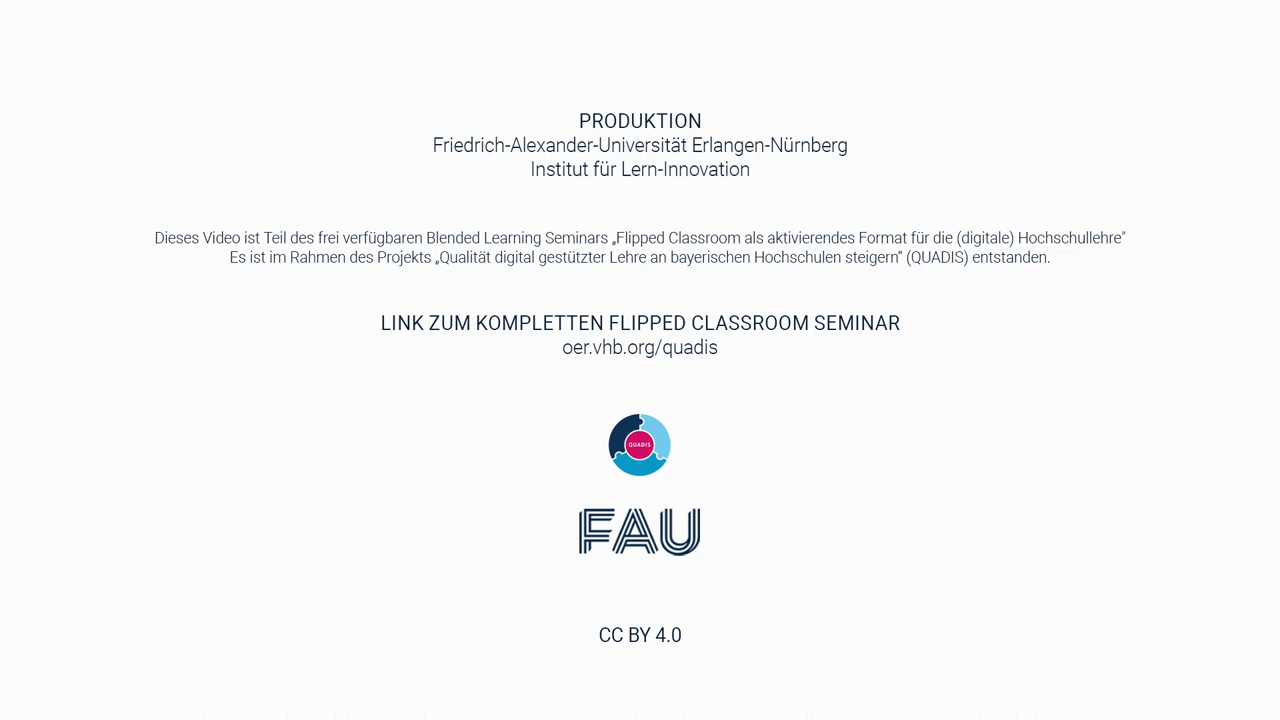 PRODUKTION
Friedrich-Alexander-Universität Erlangen-Nürnberg
Institut für Lern-Innovation
Dieses Video ist Teil des frei verfügbaren Blended Learning Seminars „Flipped Classroom als aktivierendes Format für die (digitale) Hochschullehre"
Es ist im Rahmen des Projekts „Qualität digital gestützter Lehre an bayerischen Hochschulen steigern“ (QUADIS) entstanden.
LINK ZUM KOMPLETTEN FLIPPED CLASSROOM SEMINAR
oer.vhb.org/quadis
QUADIS
FAU
CC BY 4.0